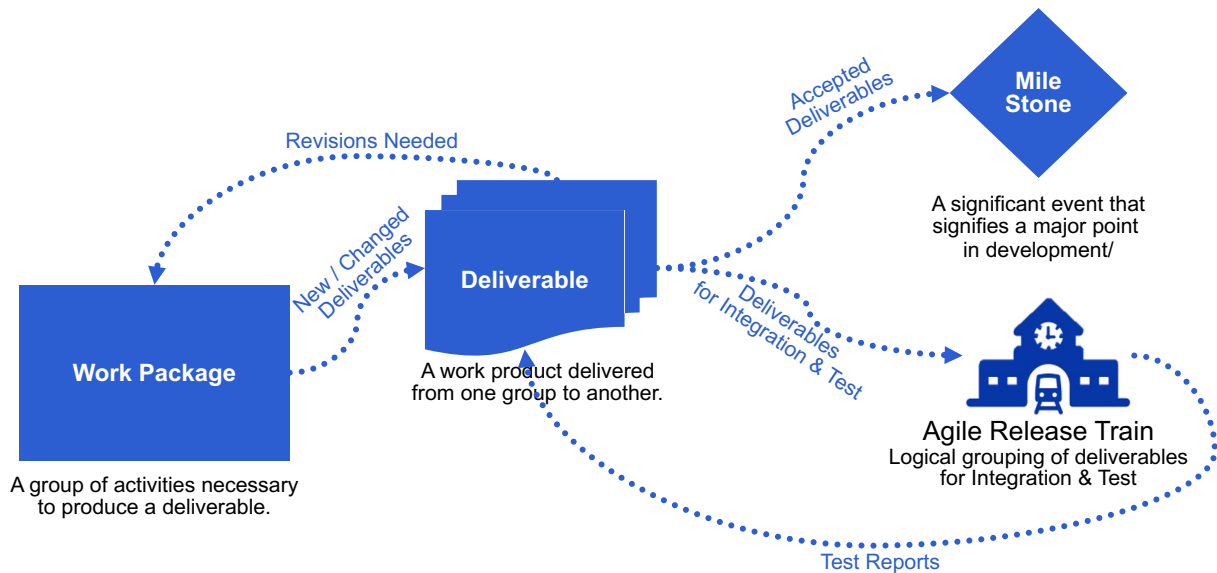 Mile
Stone
Accepted
Deliverables
Revisions Needed
A significant event that
signifies a major point
in development/
New / Changed
Deliverables
Deliverable
Deliverables
for Integration & Test
Work Package
A work product delivered
from one group to another.
Agile Release Train
Logical grouping of deliverables
for Integration & Test
A group of activities necessary
to produce a deliverable.
Test Reports